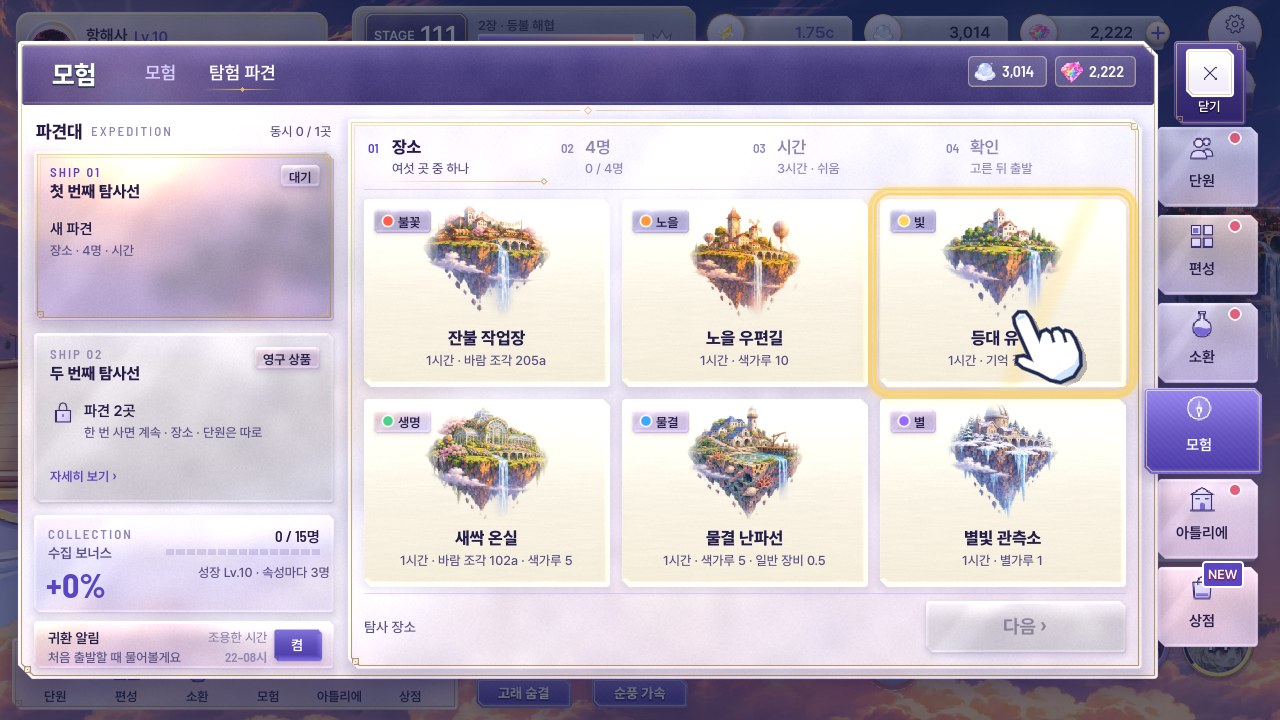 항해사 Lv.10
STAGE 111
2장 · 등불 해협
1.75c
3,014
2,222
모험
모험
탐험 파견
3,014
2,222
닫기
파견대 EXPEDITION
동시 0 / 1곳
SHIP 01
대기
첫 번째 탐사선
새 파견
장소 · 4명 · 시간
SHIP 02
영구 상품
두 번째 탐사선
파견 2곳
한 번 사면 계속 · 장소 · 단원은 따로
자세히 보기 ›
COLLECTION
0 / 15명
수집 보너스
성장 Lv.10 · 속성마다 3명
+0%
귀환 알림
조용한 시간
처음 출발할 때 물어볼게요
22-08시
켬
01 장소
여섯 곳 중 하나
02 4명
0 / 4명
03 시간
3시간 · 쉬움
04 확인
고른 뒤 출발
불꽃
잔불 작업장
1시간 · 바람 조각 205a
노을
노을 우편길
1시간 · 색가루 10
빛
등대 유
1시간 · 기억
생명
새싹 온실
1시간 · 바람 조각 102a · 색가루 5
물결
물결 난파선
1시간 · 색가루 5 · 일반 장비 0.5
별
별빛 관측소
1시간 · 별가루 1
탐사 장소
다음 ›
단원
편성
소환
모험
아틀리에
NEW
상점
단원
편성
소환
모험
아틀리에
상점
고래 숨결
순풍 가속